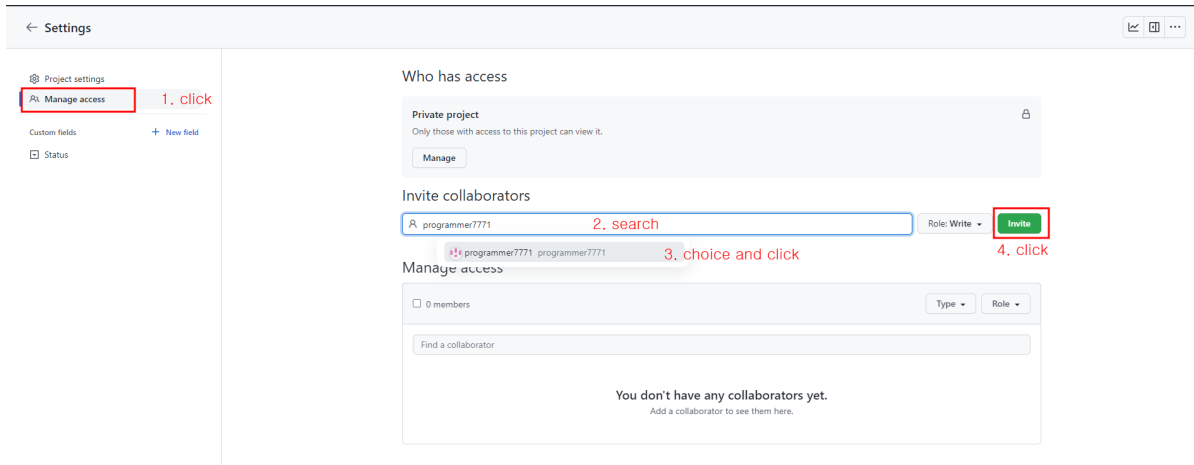 ← Settings
Project settings
Manage access
1. click
Custom fields
+ New field
Status
Who has access
Private project
Only those with access to this project can view it.
Manage
Invite collaborators
programmer7771
2. search
Role: Write
Invite
programmer7771 programmer7771
3. choice and click
4. click
Manage access
0 members
Type
Role
Find a collaborator
You don't have any collaborators yet.
Add a collaborator to see them here.